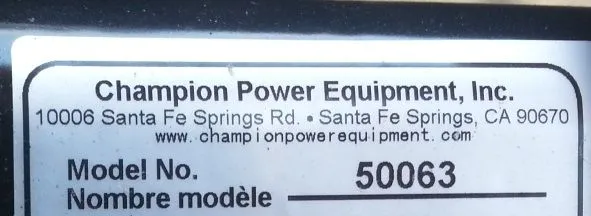 Champion Power Equipment, Inc.
10006 Santa Fe Springs Rd. • Santa Fe Springs, CA 90670
www.championpowerequipment.com
Model No. 50063
Nombre modèle